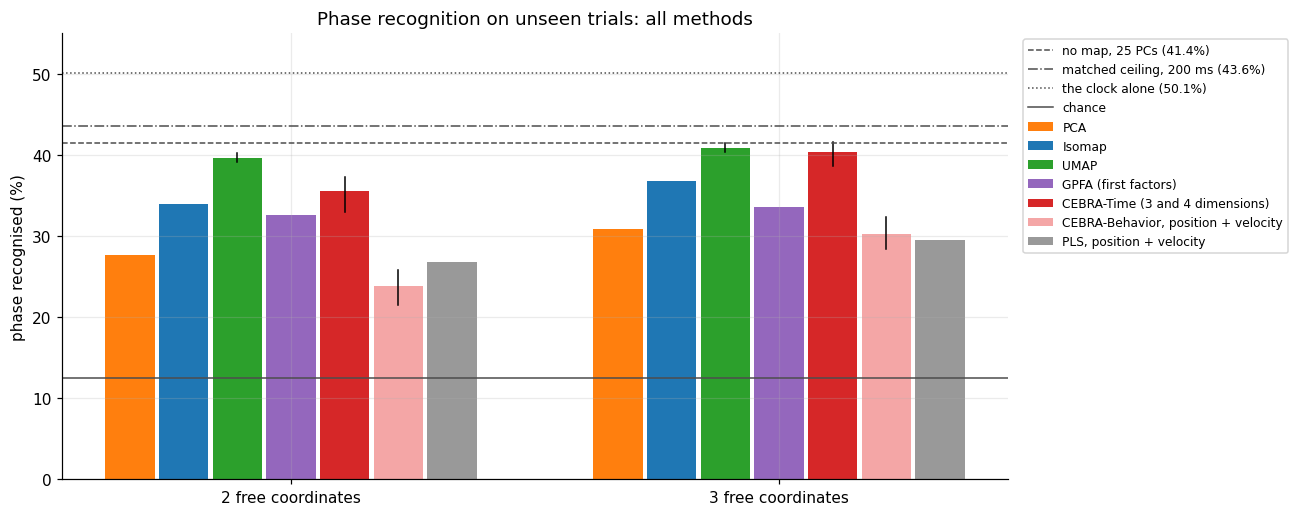 Phase recognition on unseen trials: all methods
phase recognised (%)
50
40
30
20
10
0
2 free coordinates
3 free coordinates
no map, 25 PCs (41.4%)
matched ceiling, 200 ms (43.6%)
the clock alone (50.1%)
chance
PCA
Isomap
UMAP
GPFA (first factors)
CEBRA-Time (3 and 4 dimensions)
CEBRA-Behavior, position + velocity
PLS, position + velocity